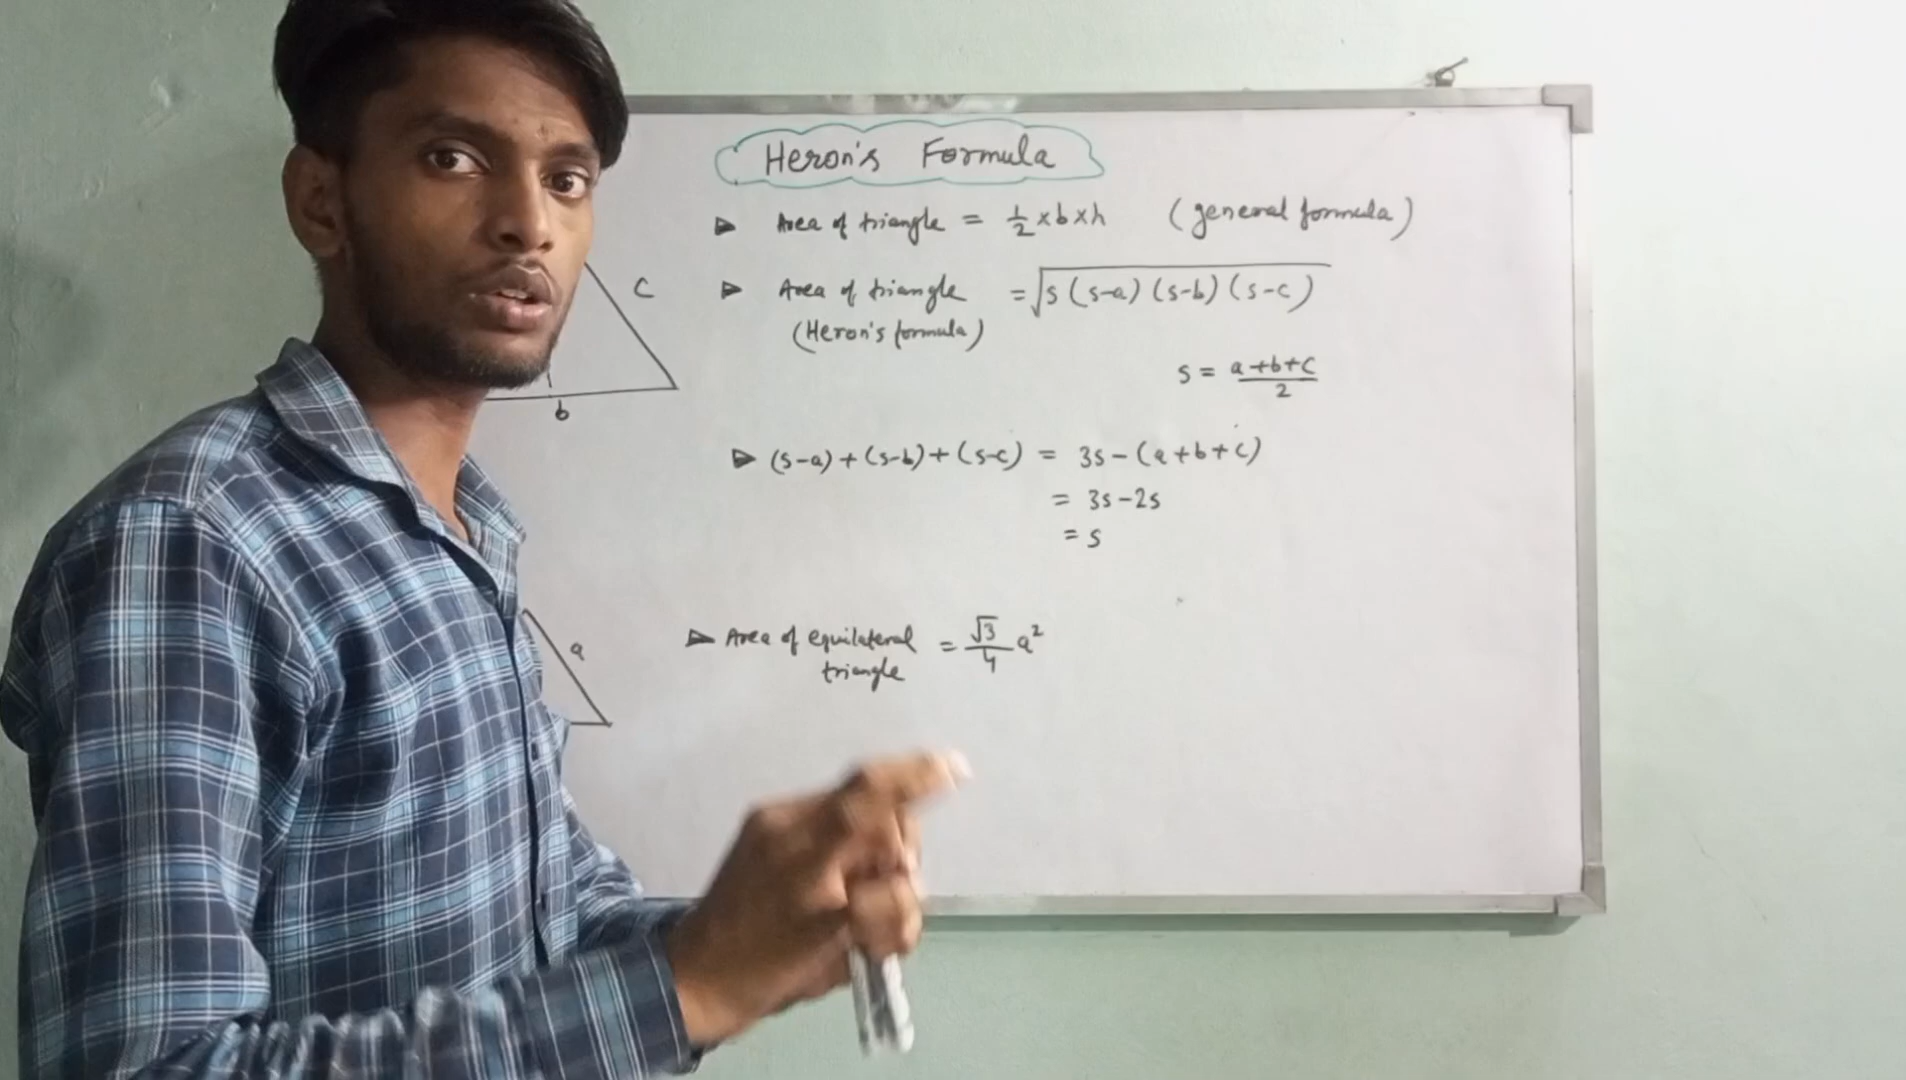 Heron's Formula
Area of triangle = 1/2 × b × h (general formula)
c
Area of triangle = √s(s-a)(s-b)(s-c)
(Heron's formula)
s = a+b+c/2
b
(s-a)+(s-b)+(s-c) = 3s-(a+b+c)
= 3s-2s
= s
a
Area of equilateral = √3/4 a²
triangle